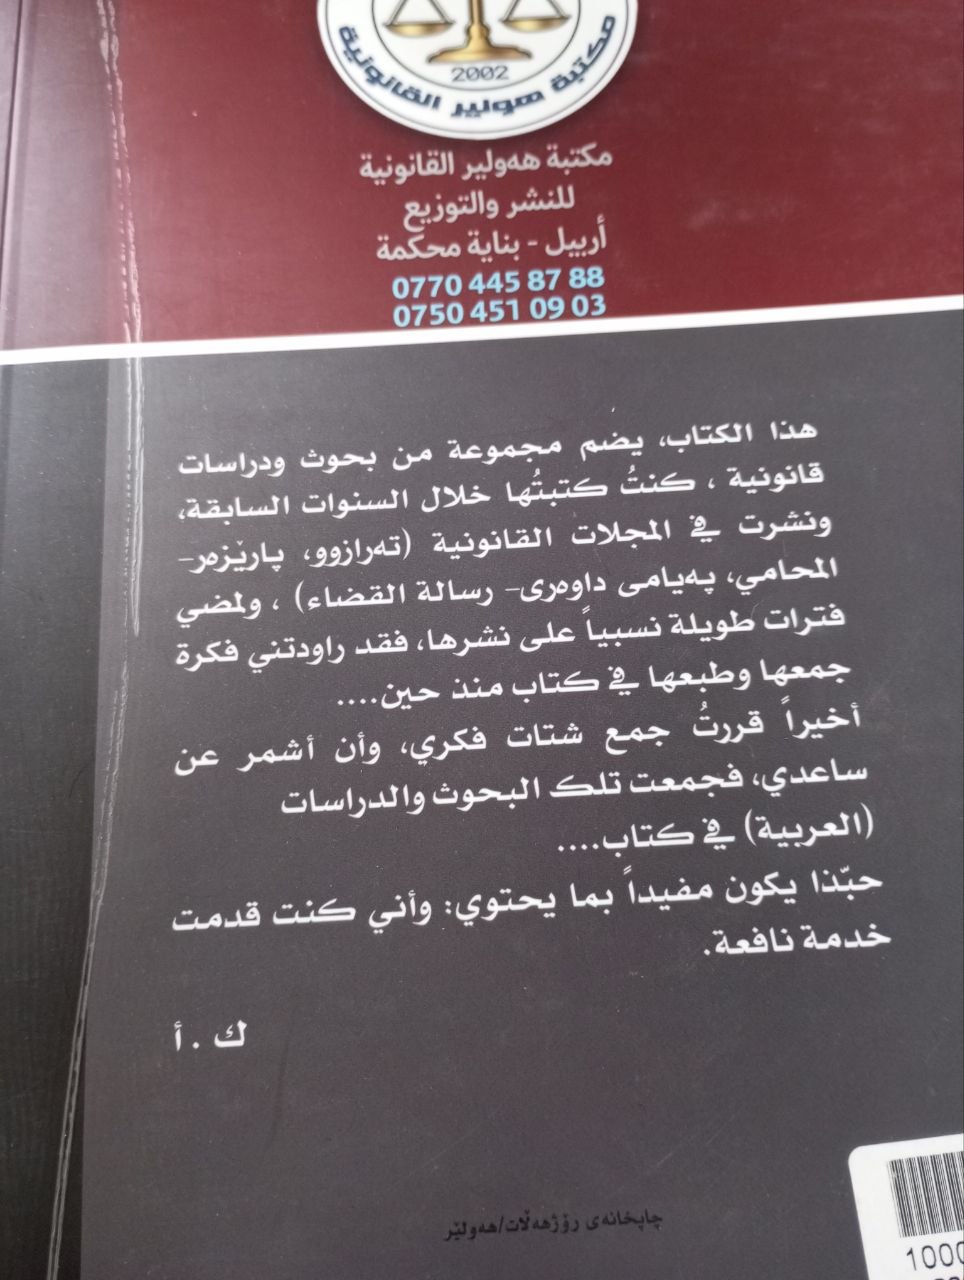 2002
مكتبة هولير القانونية
مكتبة هەولير القانونية
للنشر والتوزيع
أربيل - بناية محكمة
0770 445 87 88
0750 451 09 03
هذا الكتاب، يضم مجموعة من بحوث ودراسات
قانونية ، كنتُ كتبتُها خلال السنوات السابقة،
ونشرت في المجلات القانونية (تەرازوو، پارێزەر-
المحامي، پەیامی داوەری- رسالة القضاء) ، ولمضي
فترات طويلة نسبياً على نشرها، فقد راودتني فكرة
جمعها وطبعها في كتاب منذ حين....
أخيراً قررتُ جمع شتات فكري، وأن أشمر عن
ساعدي، فجمعت تلك البحوث والدراسات
(العربية) في كتاب....
حبّذا يكون مفيداً بما يحتوي: وأني كنت قدمت
خدمة نافعة.
ك . أ
چاپخانەی رۆژهەڵات/هەولێر